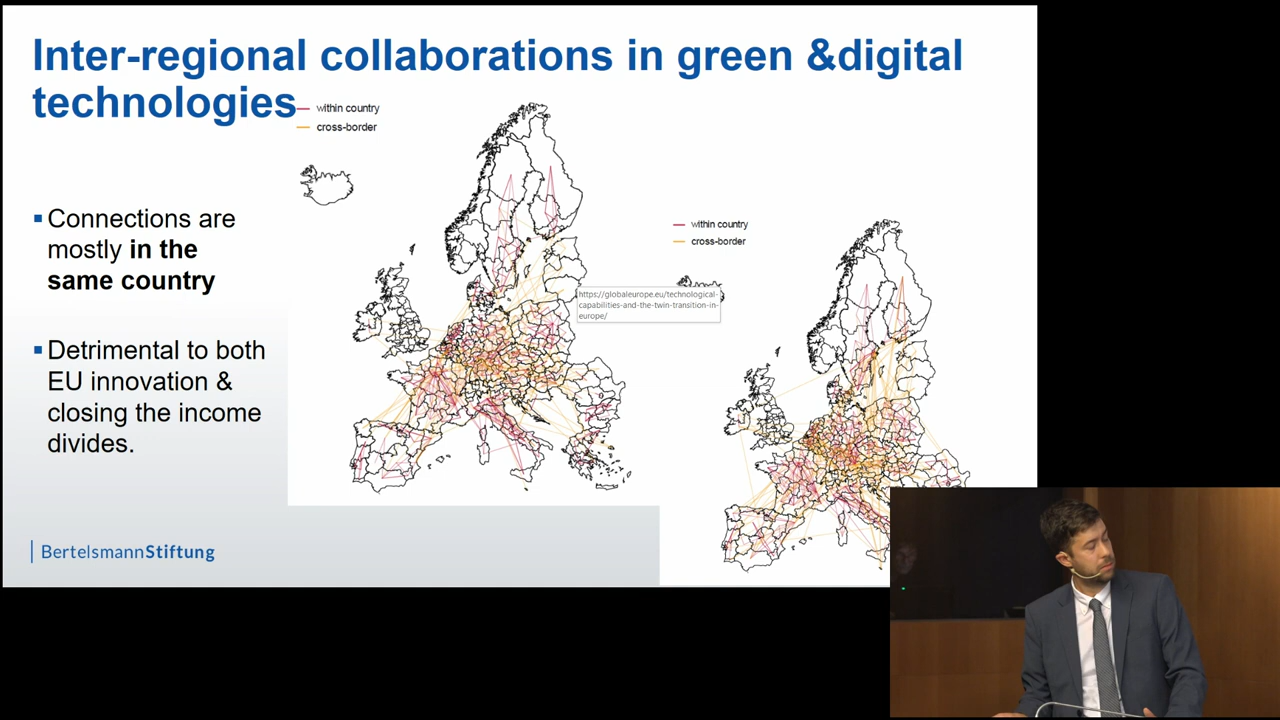 Inter-regional collaborations in green &digital
technologies
within country
cross-border
▪Connections are
mostly in the
same country
▪Detrimental to both
EU innovation &
closing the income
divides.
within country
cross-border
https://globaleurope.eu/technological-
capabilities-and-the-twin-transition-in-
europe/
BertelsmannStiftung